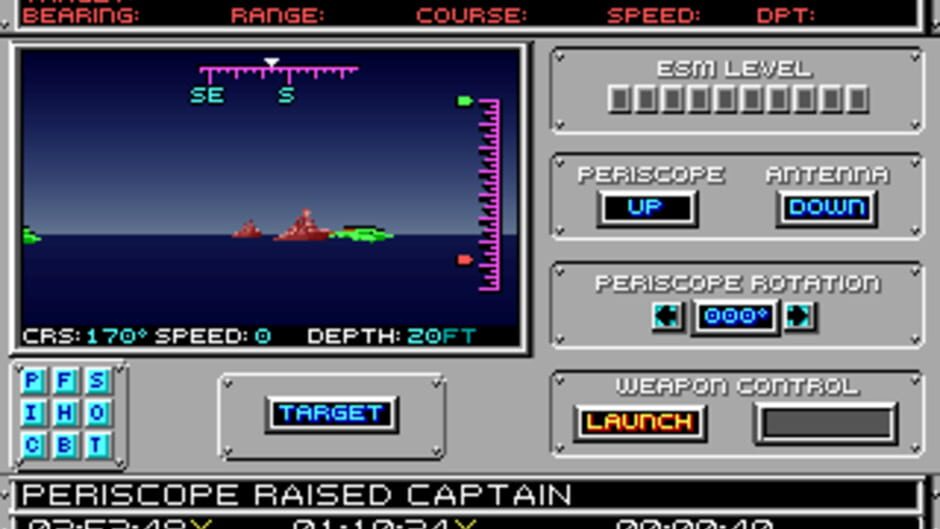 TARGET
BEARING: RANGE: COURSE: SPEED: DPT:
SE S
ESM LEVEL
PERISCOPE ANTENNA
UP DOWN
PERISCOPE ROTATION
000°
CRS:170° SPEED:0 DEPTH:20FT
WEAPON CONTROL
LAUNCH
P F S
I H O
C B T
TARGET
PERISCOPE RAISED CAPTAIN